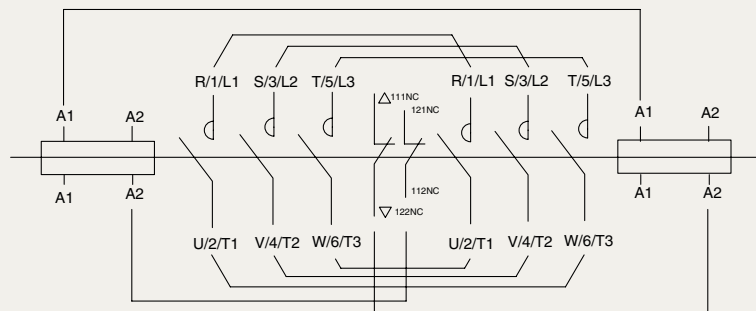 R/1/L1 S/3/L2 T/5/L3 111NC R/1/L1 S/3/L2 T/5/L3
A1 A2 121NC A1 A2
A1 A2 112NC A1 A2
122NC
U/2/T1 V/4/T2 W/6/T3 U/2/T1 V/4/T2 W/6/T3